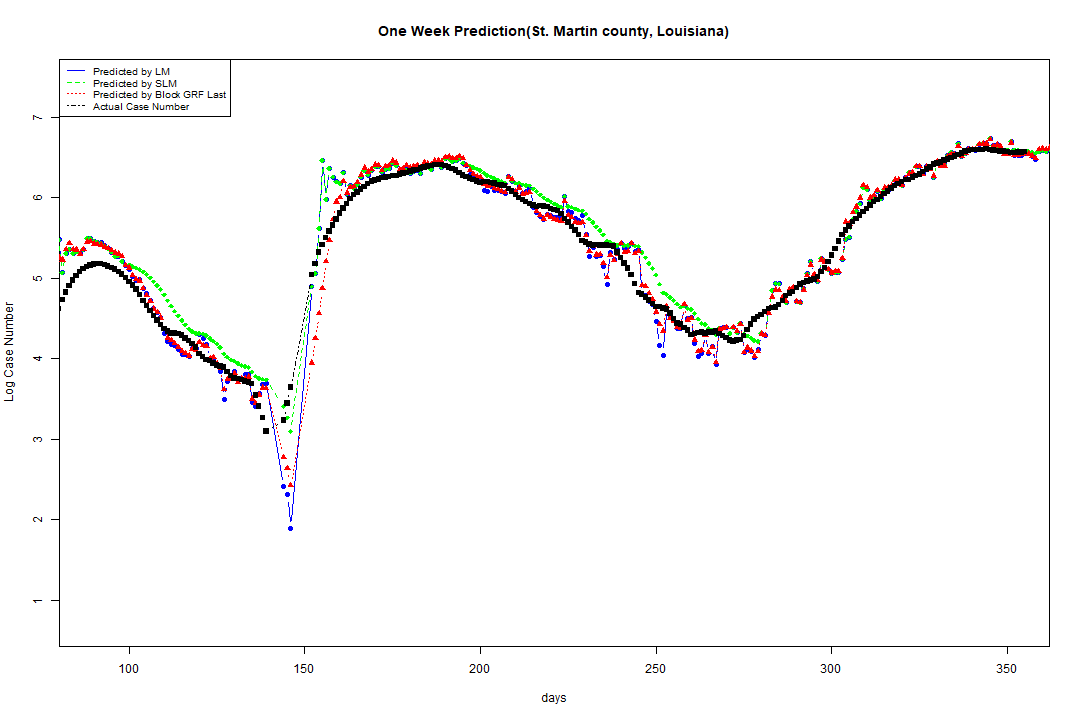 One Week Prediction(St. Martin county, Louisiana)
Predicted by LM
Predicted by SLM
Predicted by Block GRF Last
Actual Case Number
Log Case Number
7
6
5
4
3
2
1
100 150 200 250 300 350
days